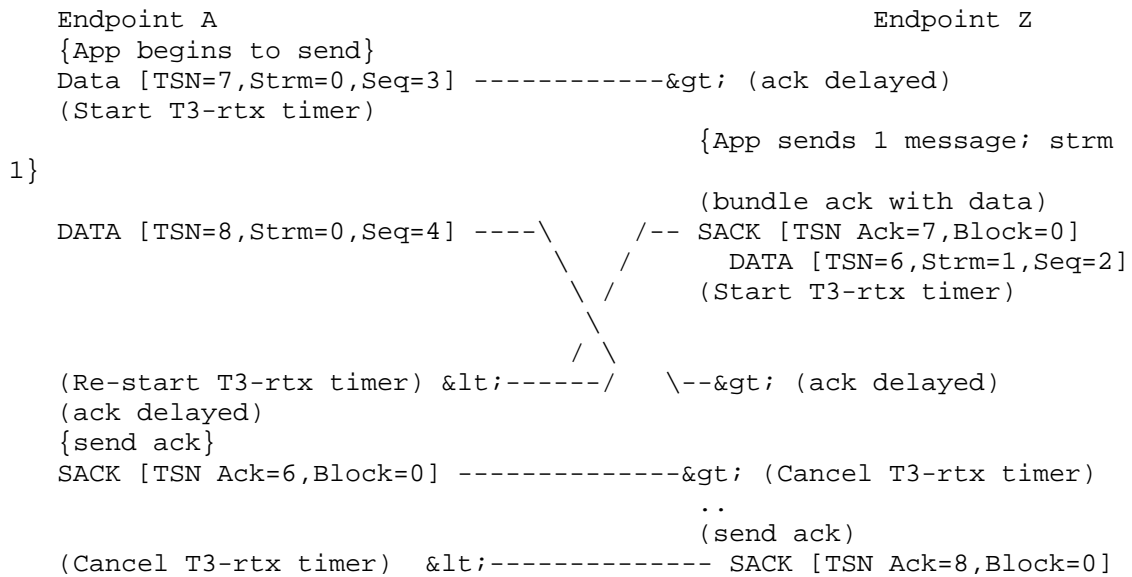 Endpoint A                                         Endpoint Z
{App begins to send}
Data [TSN=7,Strm=0,Seq=3] ------------&gt; (ack delayed)
(Start T3-rtx timer)
                                        {App sends 1 message; strm
1}
                                        (bundle ack with data)
DATA [TSN=8,Strm=0,Seq=4] ----\      /-- SACK [TSN Ack=7,Block=0]
                               \    /      DATA [TSN=6,Strm=1,Seq=2]
                                \  /     (Start T3-rtx timer)
                                 \
                                / \
(Re-start T3-rtx timer) &lt;------/   \--&gt; (ack delayed)
(ack delayed)
{send ack}
SACK [TSN Ack=6,Block=0] --------------&gt; (Cancel T3-rtx timer)
                                        ..
                                        (send ack)
(Cancel T3-rtx timer)  &lt;-------------- SACK [TSN Ack=8,Block=0]